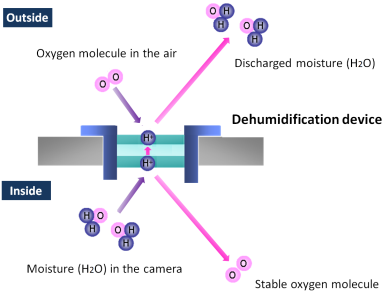 Outside
O H H
O H H
Oxygen molecule in the air
Discharged moisture (H2O)
O O
Dehumidification device
H+
H+
Inside
H O H
O H H
Moisture (H2O) in the camera
O O
Stable oxygen molecule